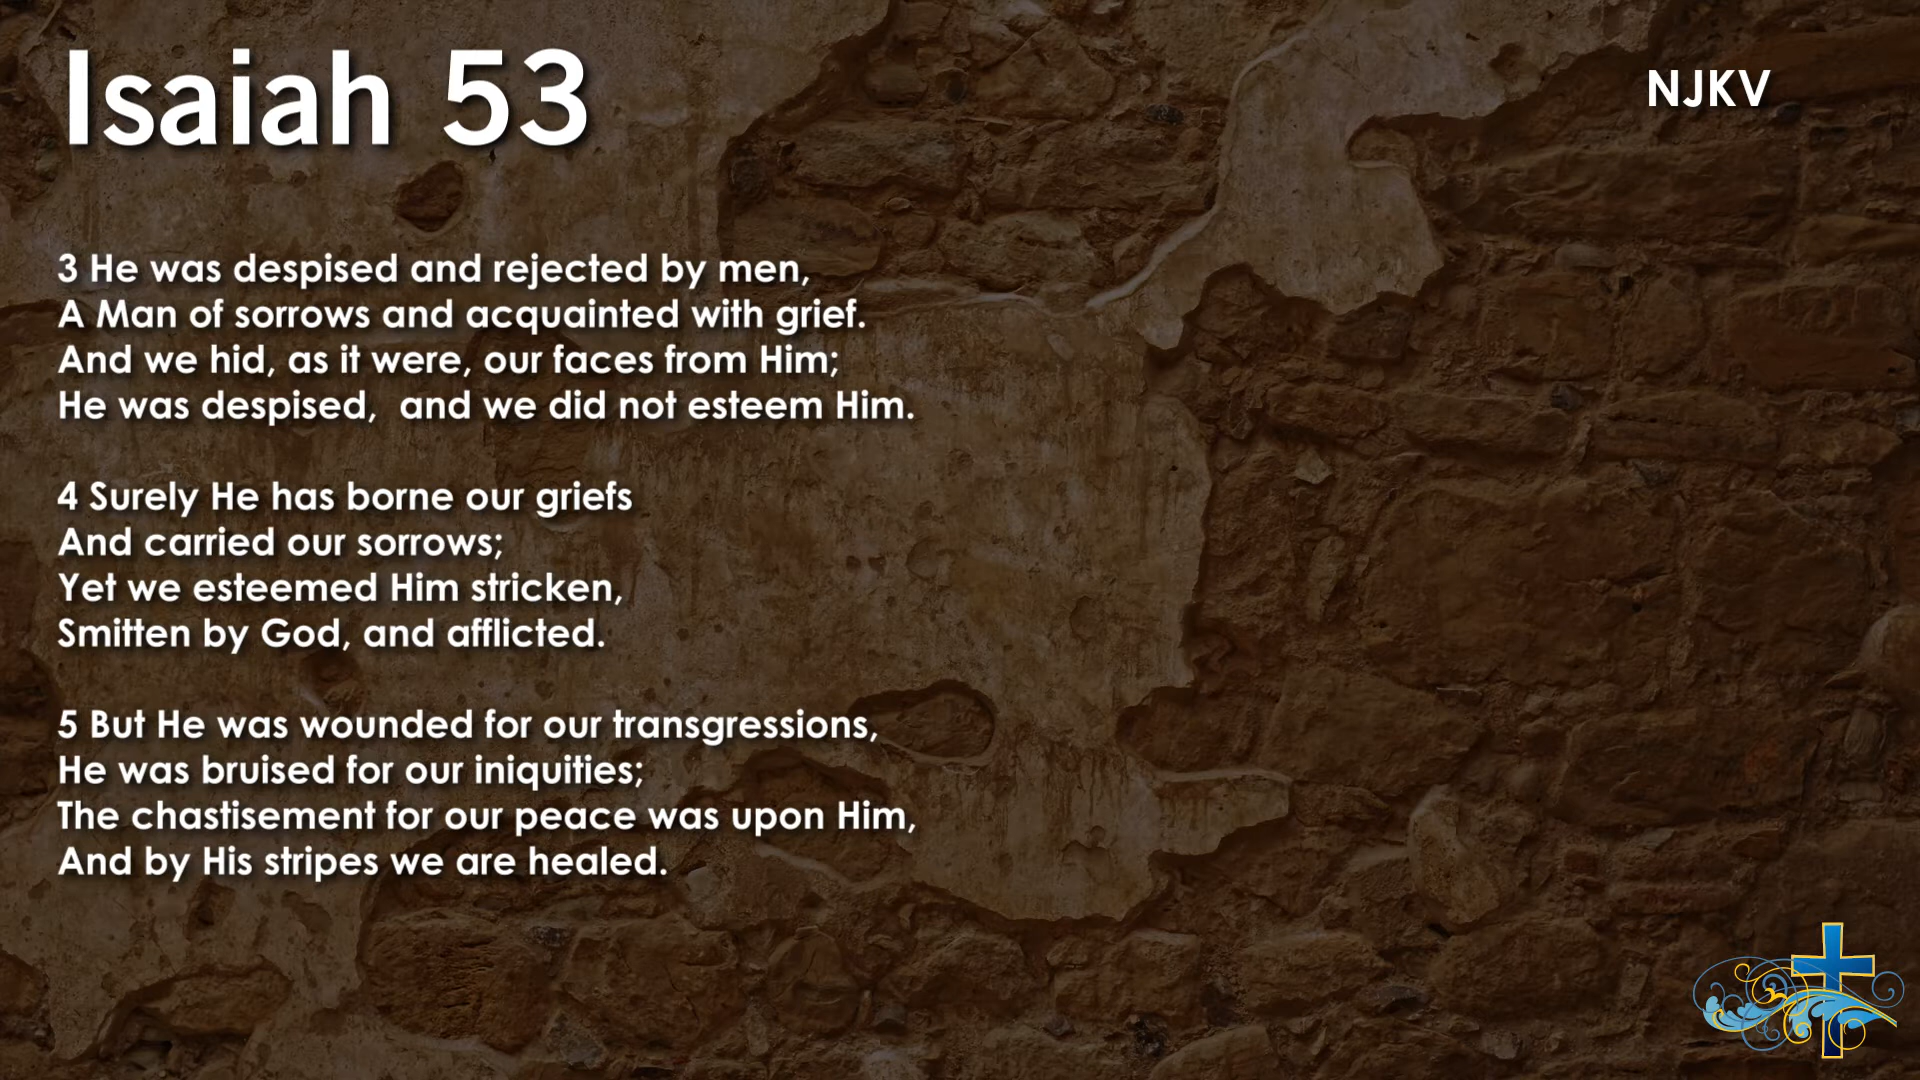 Isaiah 53
NJKV
3 He was despised and rejected by men,
A Man of sorrows and acquainted with grief.
And we hid, as it were, our faces from Him;
He was despised,  and we did not esteem Him.
4 Surely He has borne our griefs
And carried our sorrows;
Yet we esteemed Him stricken,
Smitten by God, and afflicted.
5 But He was wounded for our transgressions,
He was bruised for our iniquities;
The chastisement for our peace was upon Him,
And by His stripes we are healed.